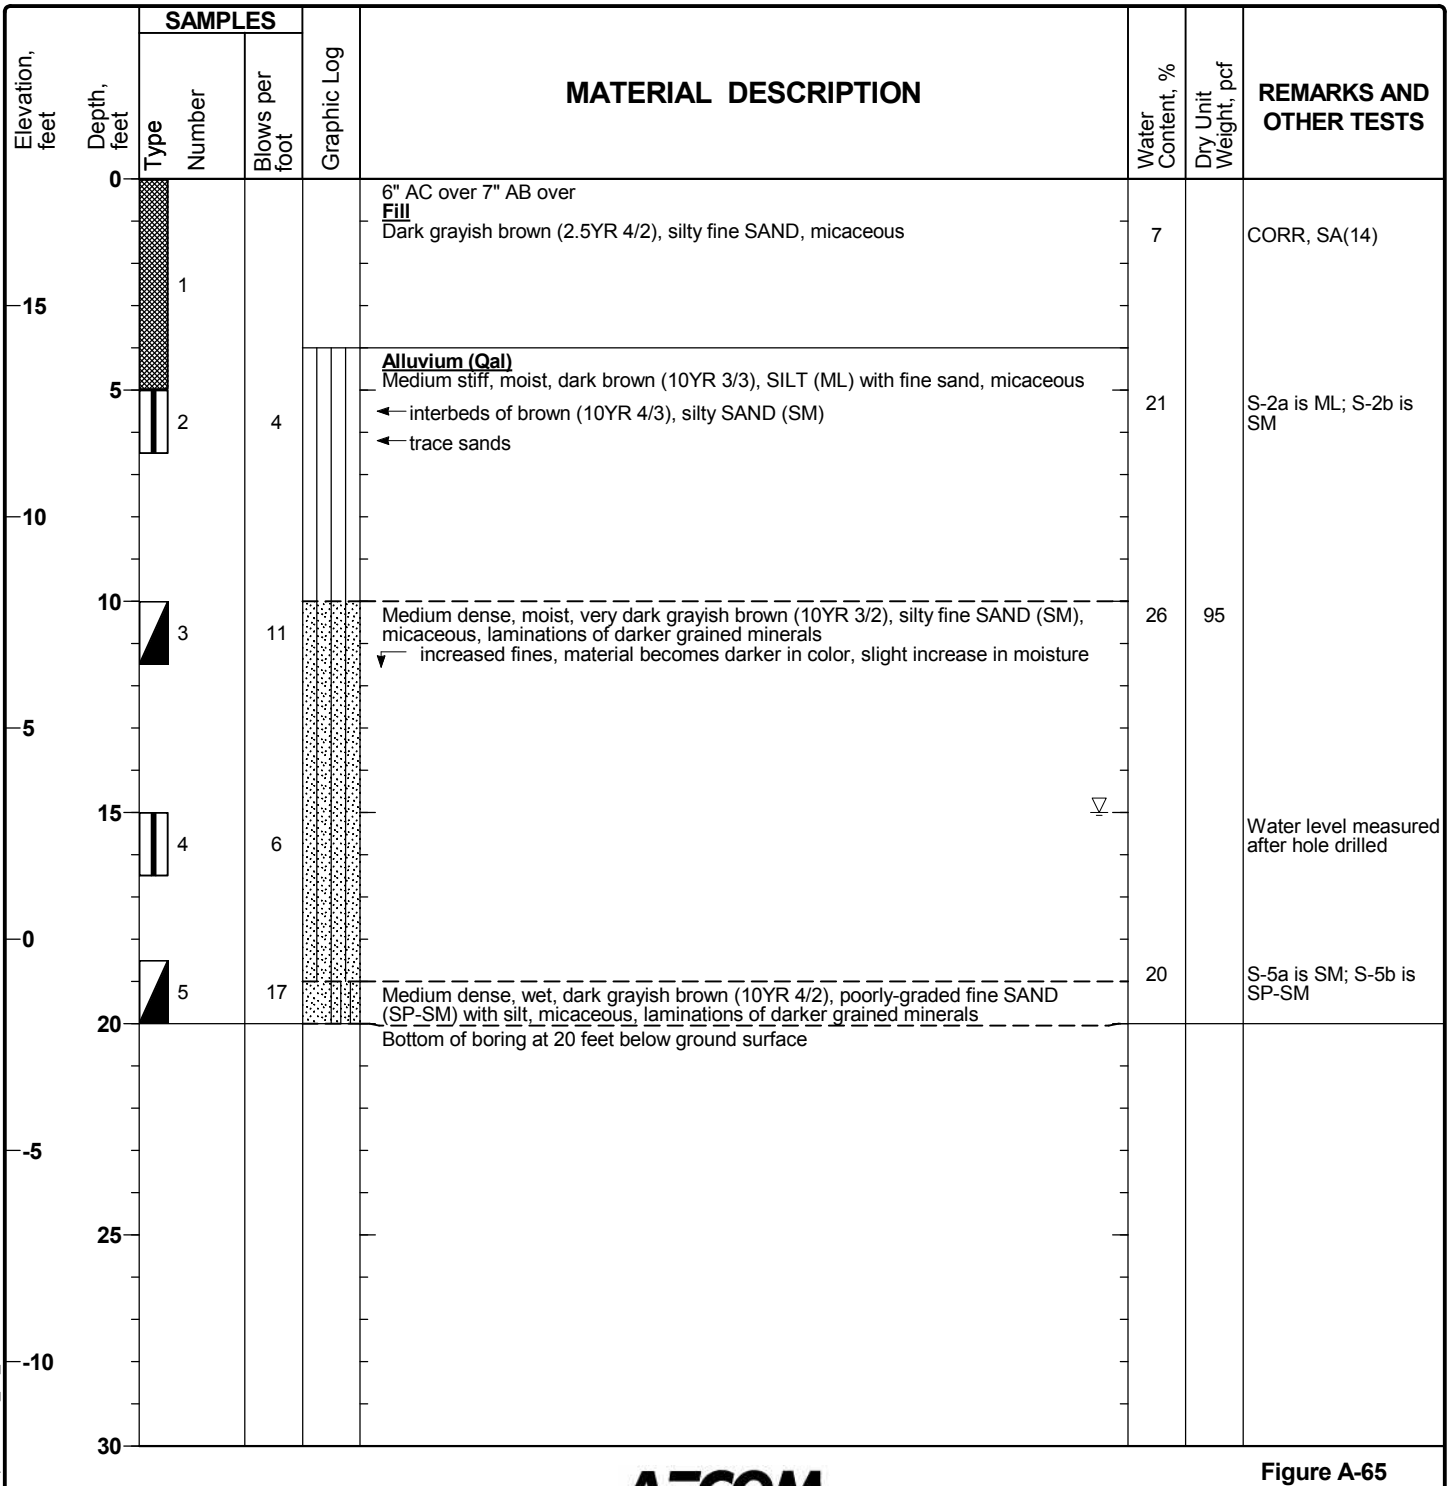 SAMPLES
Elevation,
feet
Depth,
feet
Type
Number
Blows per
foot
Graphic Log
MATERIAL DESCRIPTION
Water
Content, %
Dry Unit
Weight, pcf
REMARKS AND
OTHER TESTS
0
6" AC over 7" AB over
Fill
Dark grayish brown (2.5YR 4/2), silty fine SAND, micaceous
7
CORR, SA(14)
1
15
Alluvium (Qal)
Medium stiff, moist, dark brown (10YR 3/3), SILT (ML) with fine sand, micaceous
5
interbeds of brown (10YR 4/3), silty SAND (SM)
21
S-2a is ML; S-2b is
SM
2
4
trace sands
10
10
Medium dense, moist, very dark grayish brown (10YR 3/2), silty fine SAND (SM),
micaceous, laminations of darker grained minerals
26
95
3
11
increased fines, material becomes darker in color, slight increase in moisture
5
15
Water level measured
after hole drilled
4
6
0
20
S-5a is SM; S-5b is
SP-SM
5
17
Medium dense, wet, dark grayish brown (10YR 4/2), poorly-graded fine SAND
(SP-SM) with silt, micaceous, laminations of darker grained minerals
20
Bottom of boring at 20 feet below ground surface
-5
25
-10
30
AECOM
Figure A-65